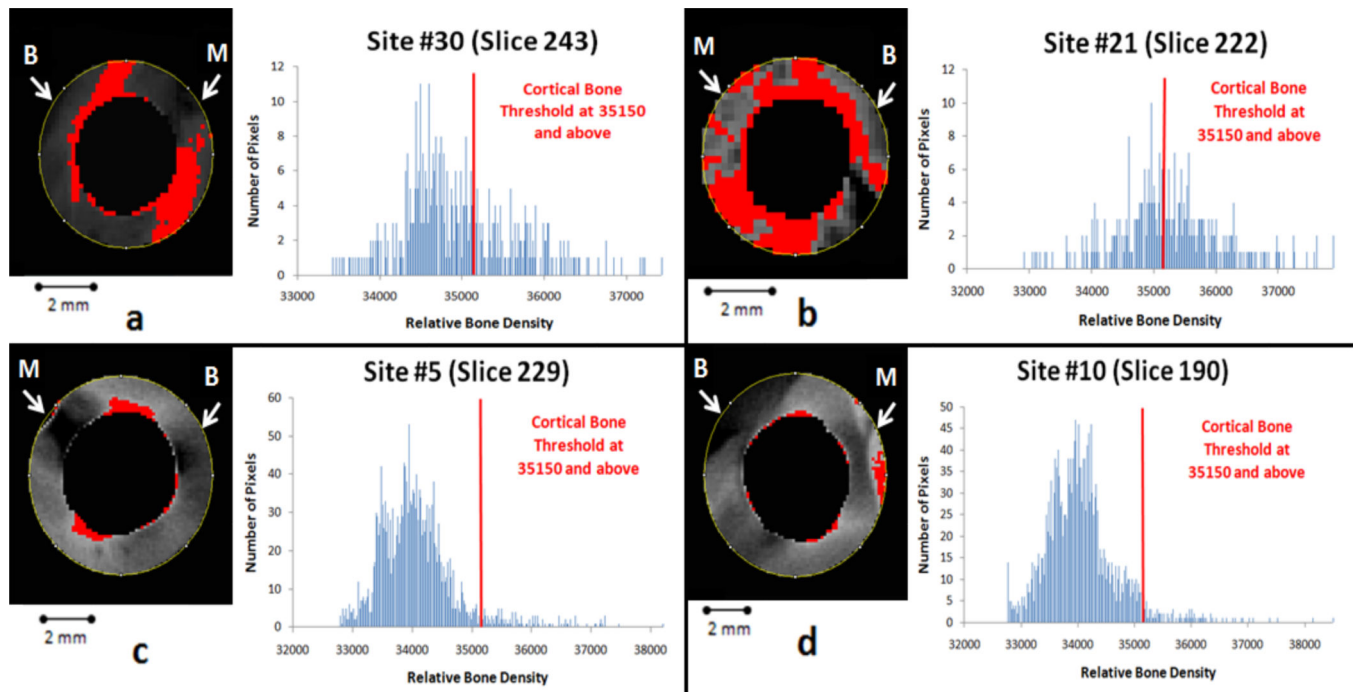 B
M
2 mm
a
Site #30 (Slice 243)
Cortical Bone
Threshold at 35150
and above
Number of Pixels
12
10
8
6
4
2
0
33000 34000 35000 36000 37000
Relative Bone Density
M
B
2 mm
b
Site #21 (Slice 222)
Cortical Bone
Threshold at
35150 and above
Number of Pixels
12
10
8
6
4
2
0
32000 33000 34000 35000 36000 37000
Relative Bone Density
M
B
2 mm
c
Site #5 (Slice 229)
Cortical Bone
Threshold at
35150 and above
Number of Pixels
60
50
40
30
20
10
0
32000 33000 34000 35000 36000 37000 38000
Relative Bone Density
B
M
2 mm
d
Site #10 (Slice 190)
Cortical Bone
Threshold at
35150 and above
Number of Pixels
50
45
40
35
30
25
20
15
10
5
0
32000 33000 34000 35000 36000 37000 38000
Relative Bone Density